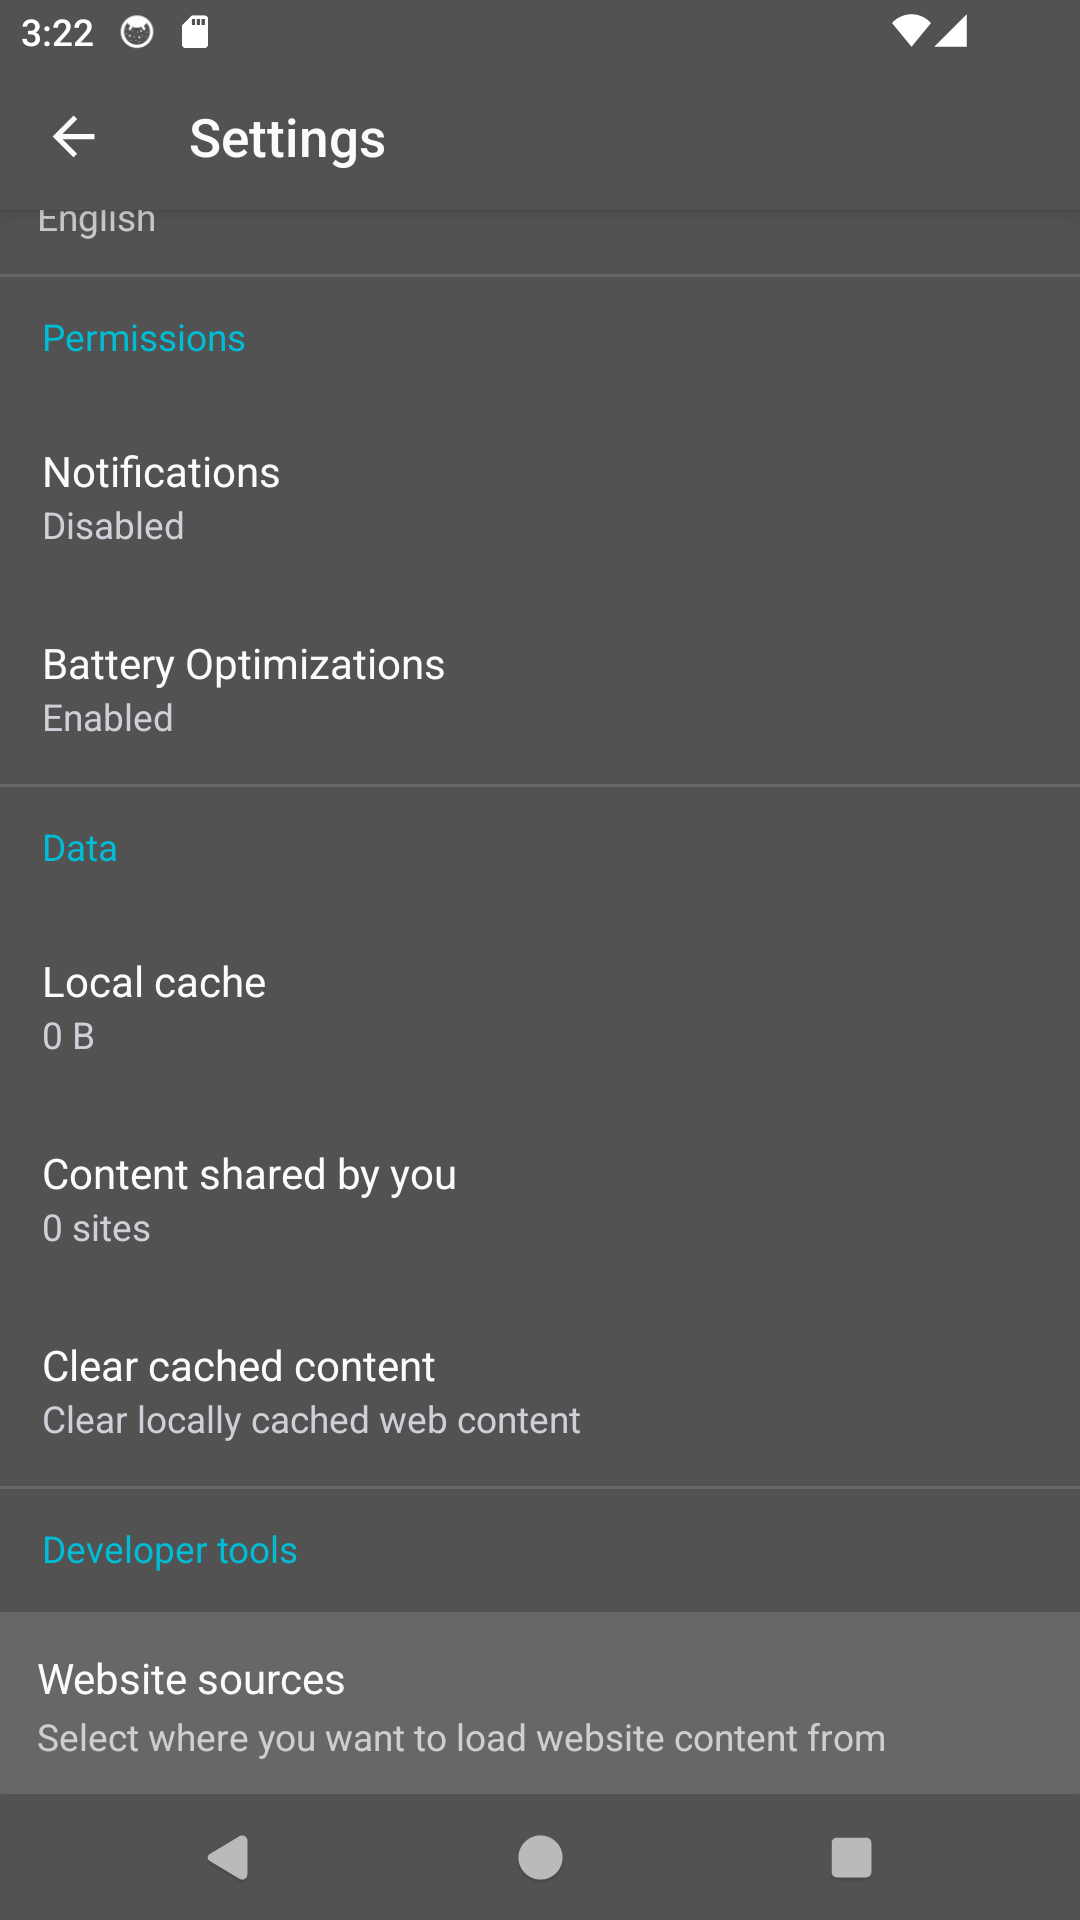 3:22
Settings
English
Permissions
Notifications
Disabled
Battery Optimizations
Enabled
Data
Local cache
0 B
Content shared by you
0 sites
Clear cached content
Clear locally cached web content
Developer tools
Website sources
Select where you want to load website content from